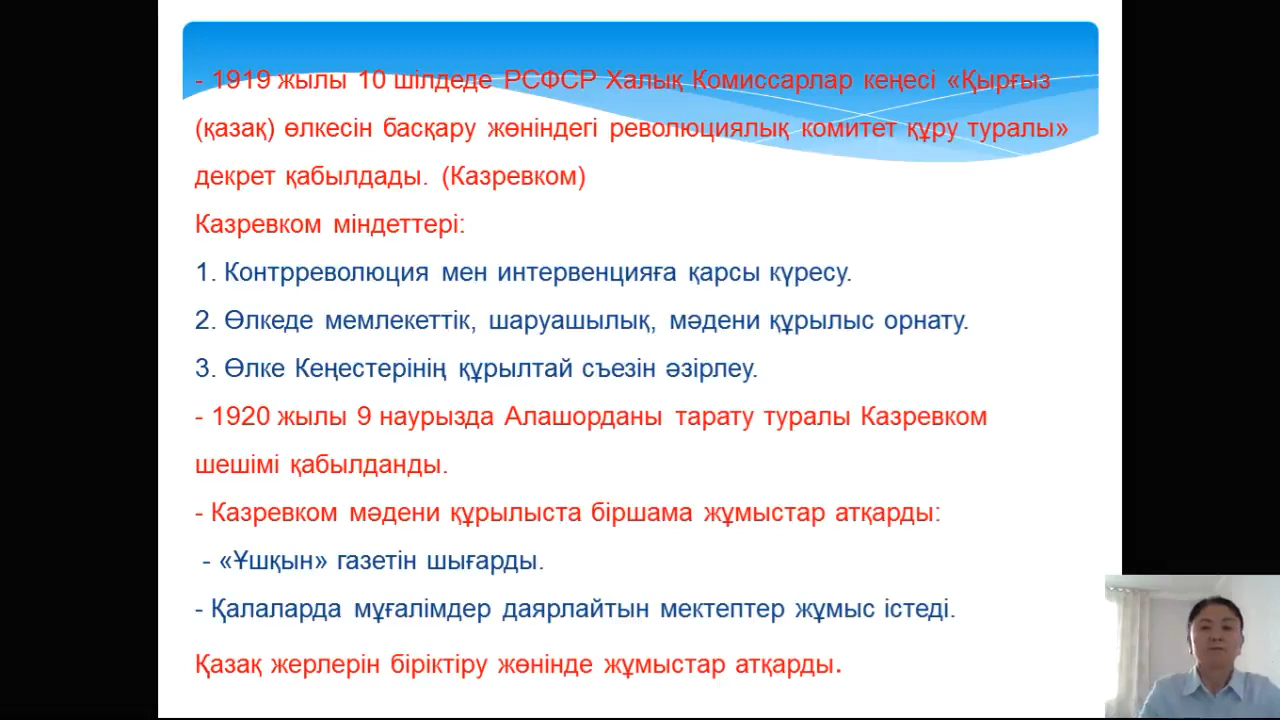 - 1919 жылы 10 шілдеде РСФСР Халық Комиссарлар кеңесі «Қырғыз
(қазақ) өлкесін басқару жөніндегі революциялық комитет құру туралы»
декрет қабылдады. (Казревком)
Казревком міндеттері:
1. Контрреволюция мен интервенцияға қарсы күресу.
2. Өлкеде мемлекеттік, шаруашылық, мәдени құрылыс орнату.
3. Өлке Кеңестерінің құрылтай съезін әзірлеу.
- 1920 жылы 9 наурызда Алашорданы тарату туралы Казревком
шешімі қабылданды.
- Казревком мәдени құрылыста біршама жұмыстар атқарды:
- «Ұшқын» газетін шығарды.
- Қалаларда мұғалімдер даярлайтын мектептер жұмыс істеді.
Қазақ жерлерін біріктіру жөнінде жұмыстар атқарды.